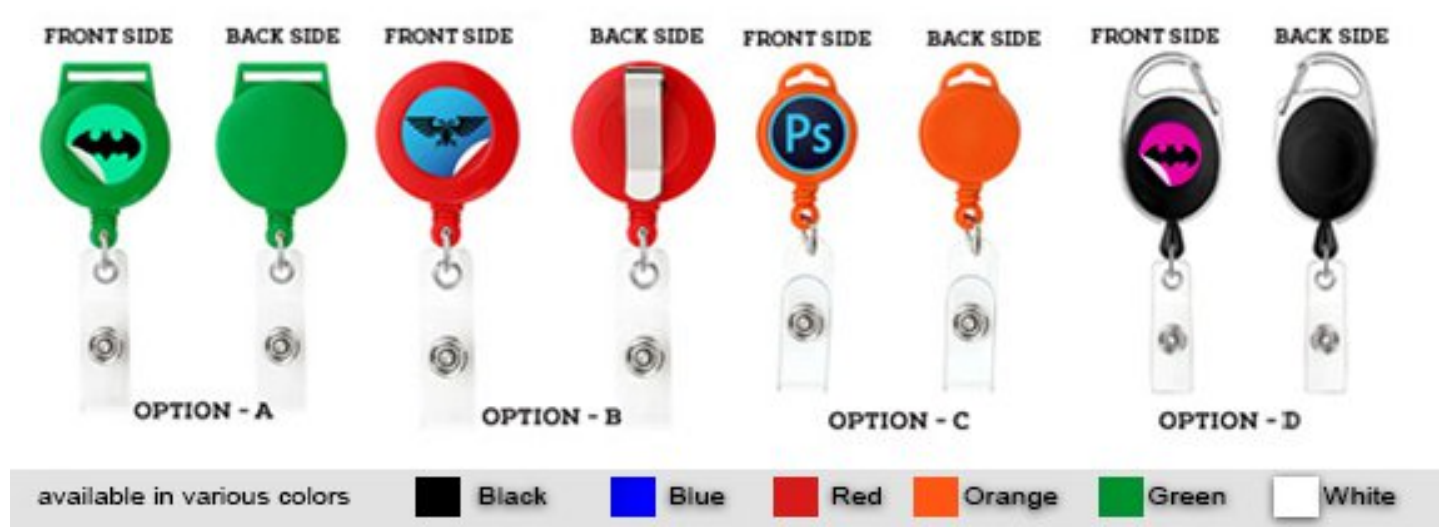 FRONT SIDE BACK SIDE FRONT SIDE BACK SIDE FRONT SIDE BACK SIDE FRONT SIDE BACK SIDE
Ps
OPTION - A OPTION - B OPTION - C OPTION - D
available in various colors Black Blue Red Orange Green White